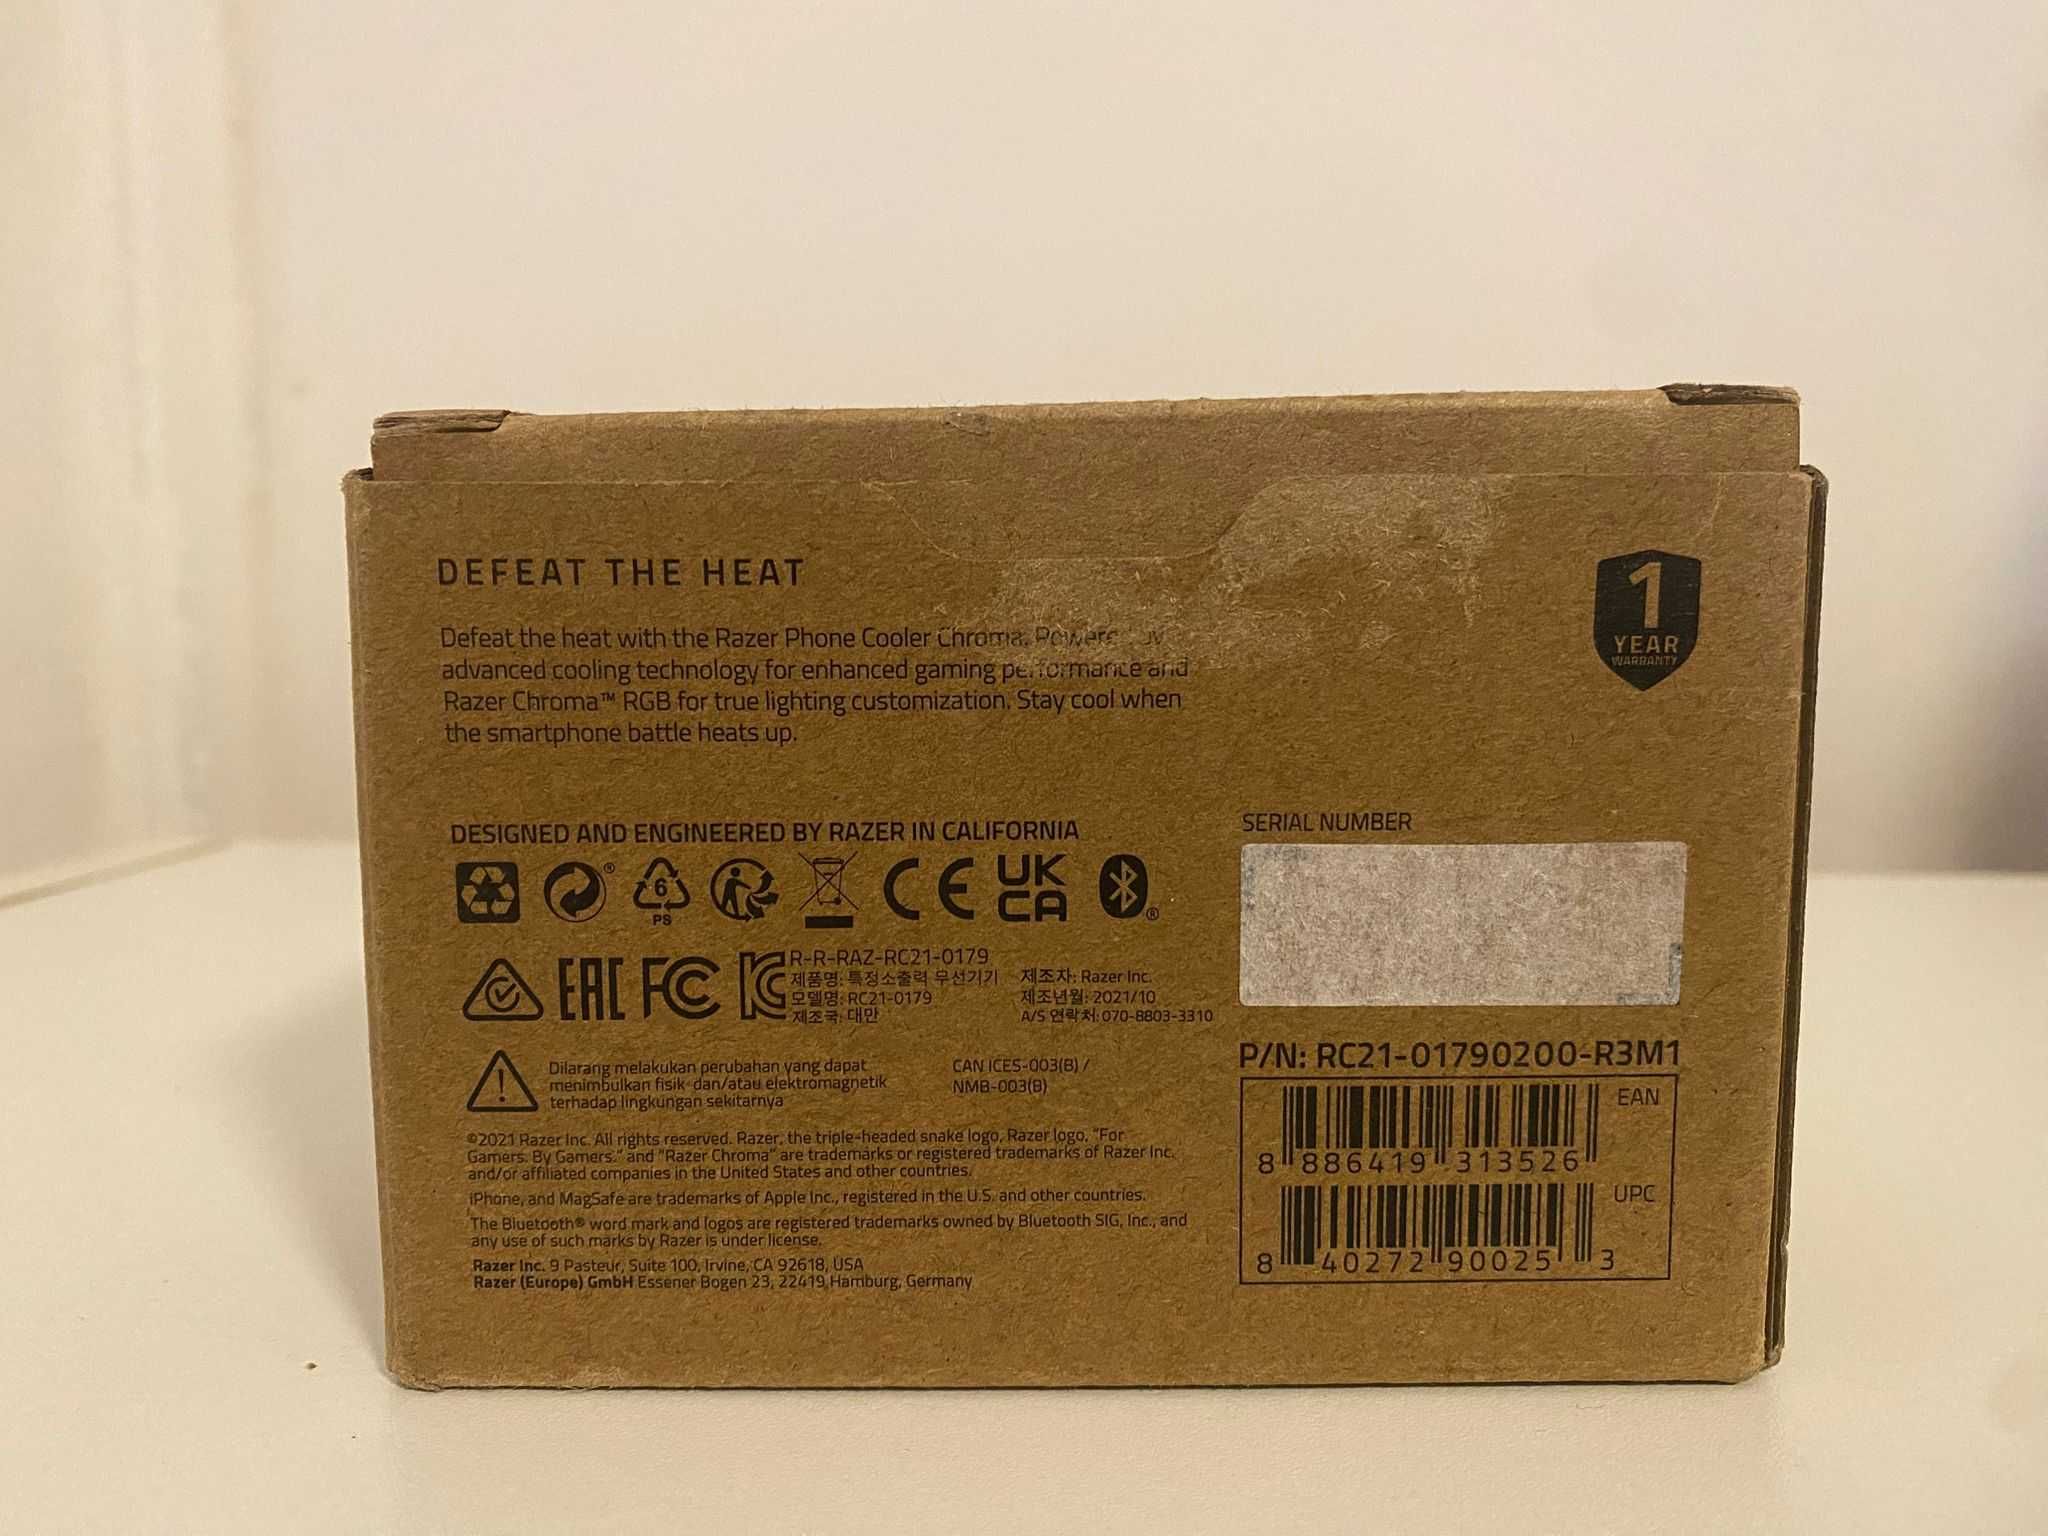 DEFEAT THE HEAT
Defeat the heat with the Razer Phone Cooler Chroma. Powered by
advanced cooling technology for enhanced gaming performance and
Razer Chroma™ RGB for true lighting customization. Stay cool when
the smartphone battle heats up.
1
YEAR
WARRANTY
DESIGNED AND ENGINEERED BY RAZER IN CALIFORNIA
®
6
PS
CE
UK
CA
®
EAC FC
R-R-RAZ-RC21-0179
제품명: 특정소출력 무선기기
모델명: RC21-0179
제조국: 대만
제조자: Razer Inc.
제조년월: 2021/10
A/S 연락처: 070-8803-3310
Dilarang melakukan perubahan yang dapat
menimbulkan fisik dan/atau elektromagnetik
terhadap lingkungan sekitarnya
CAN ICES-003(B) /
NMB-003(B)
©2021 Razer Inc. All rights reserved. Razer, the triple-headed snake logo, Razer logo, "For
Gamers. By Gamers." and "Razer Chroma" are trademarks or registered trademarks of Razer Inc.
and/or affiliated companies in the United States and other countries.
iPhone, and MagSafe are trademarks of Apple Inc., registered in the U.S. and other countries.
The Bluetooth® word mark and logos are registered trademarks owned by Bluetooth SIG, Inc., and
any use of such marks by Razer is under license.
Razer Inc. 9 Pasteur, Suite 100, Irvine, CA 92618, USA
Razer (Europe) GmbH Essener Bogen 23, 22419 Hamburg, Germany
SERIAL NUMBER
P/N: RC21-01790200-R3M1
EAN
8 886419 313526
UPC
8 40272 90025 3